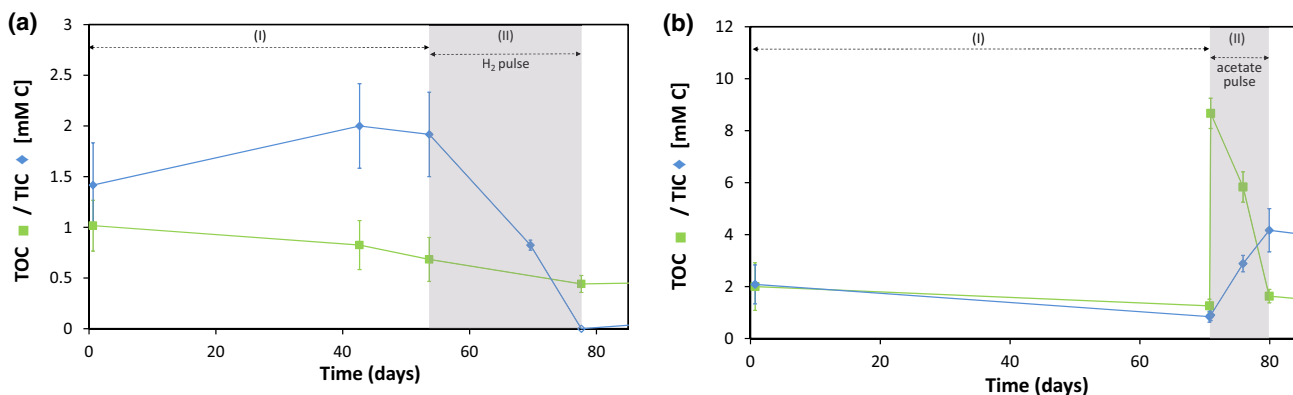 (a)
TOC ■ / TIC ◆ [mM C]
3
2.5
2
1.5
1
0.5
0
(I)
(II)
H₂ pulse
0 20 40 60 80
Time (days)
(b)
TOC ■ / TIC ◆ [mM C]
12
10
8
6
4
2
0
(I)
(II)
acetate
pulse
0 20 40 60 80
Time (days)